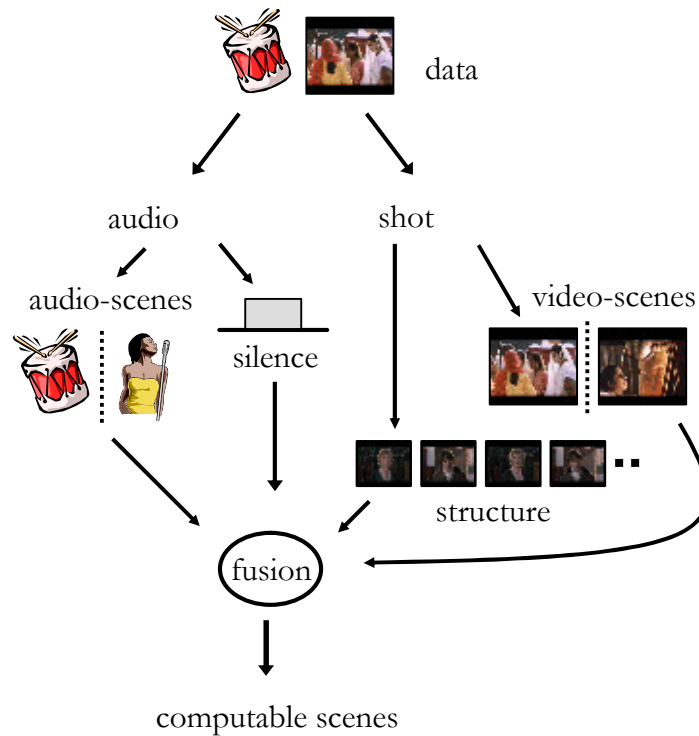 data
audio
shot
audio-scenes
video-scenes
silence
structure
fusion
computable scenes